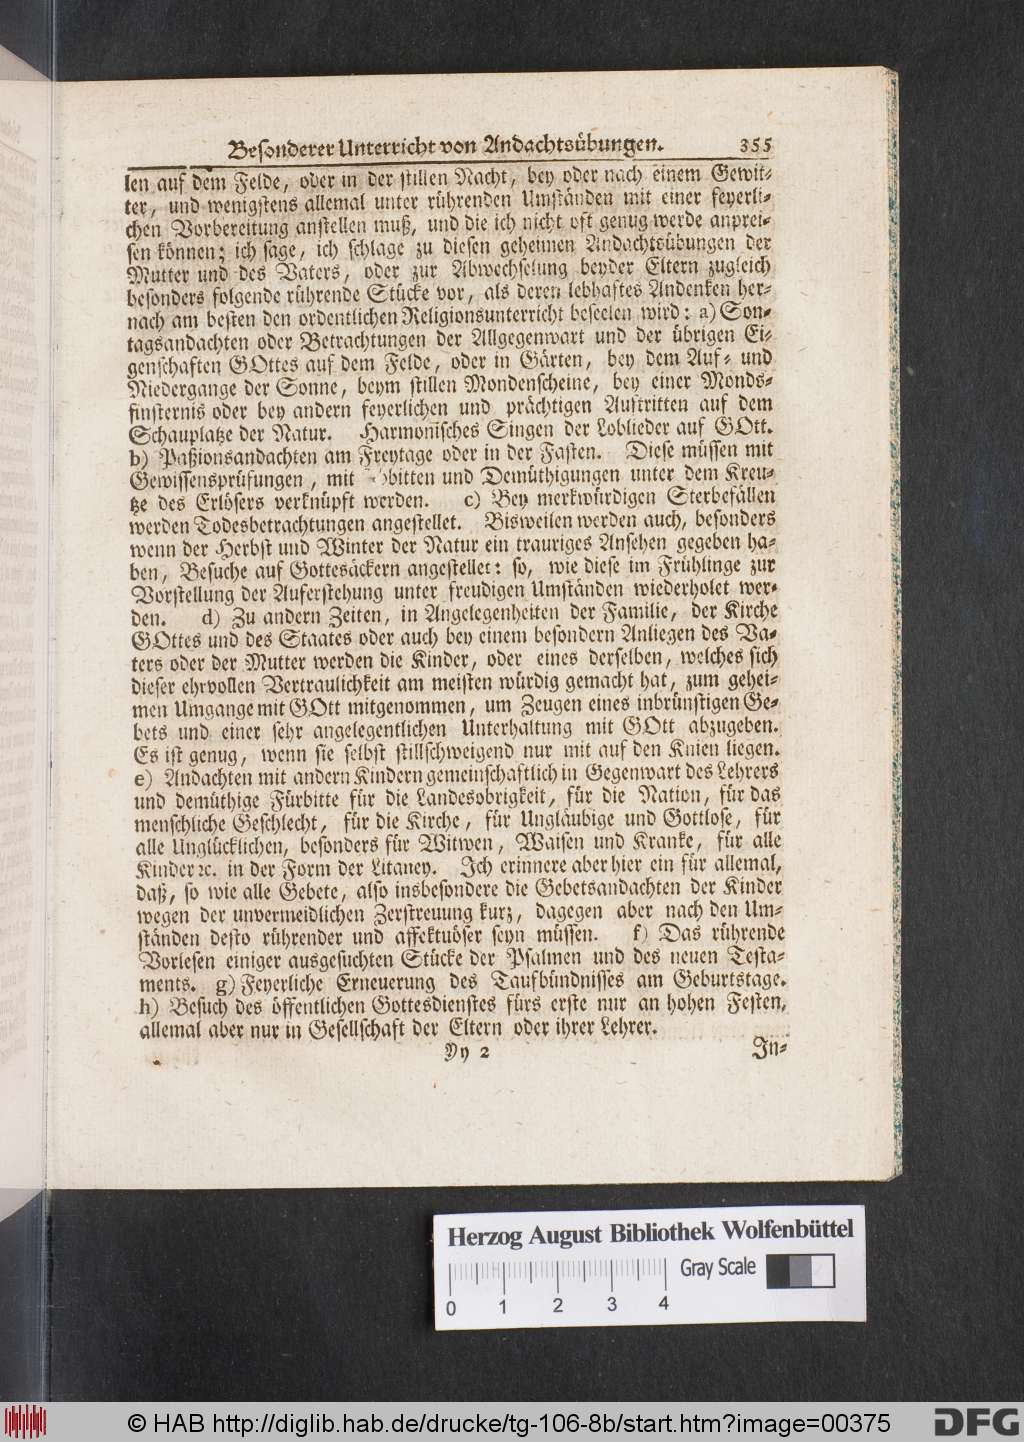 Besonderer Unterricht von Andachtsübungen. 355
len auf dem Felde, oder in der stillen Nacht, bey oder nach einem Gewit-
ter, und wenigstens allemal unter rührenden Umständen mit einer feyerli-
chen Vorbereitung anstellen muß, und die ich nicht oft genug werde anprei-
sen können; ich sage, ich schlage zu diesen geheimen Andachtsübungen der
Mutter und des Vaters, oder zur Abwechselung beyder Eltern zugleich
besonders folgende rührende Stücke vor, als deren lebhaftes Andenken her-
nach am besten den ordentlichen Religionsunterricht beseelen wird: a) Son-
tagsandachten oder Betrachtungen der Allgegenwart und der übrigen Ei-
genschaften GOttes auf dem Felde, oder in Gärten, bey dem Auf- und
Niedergange der Sonne, beym stillen Mondenscheine, bey einer Monds-
finsternis oder bey andern feyerlichen und prächtigen Auftritten auf dem
Schauplatze der Natur. Harmonisches Singen der Loblieder auf GOtt.
b) Paßionsandachten am Freytage oder in der Fasten. Diese müssen mit
Gewissensprüfungen, mit bitten und Demüthigungen unter dem Kreu-
tze des Erlösers verknüpft werden. c) Bey merkwürdigen Sterbefällen
werden Todesbetrachtungen angestellet. Bisweilen werden auch, besonders
wenn der Herbst und Winter der Natur ein trauriges Ansehen gegeben ha-
ben, Besuche auf Gottesäckern angestellet: so, wie diese im Frühlinge zur
Vorstellung der Auferstehung unter freudigen Umständen wiederholet wer-
den. d) Zu andern Zeiten, in Angelegenheiten der Familie, der Kirche
GOttes und des Staates oder auch bey einem besondern Anliegen des Va-
ters oder der Mutter werden die Kinder, oder eines derselben, welches sich
dieser ehrvollen Vertraulichkeit am meisten würdig gemacht hat, zum gehei-
men Umgange mit GOtt mitgenommen, um Zeugen eines inbrünstigen Ge-
bets und einer sehr angelegentlichen Unterhaltung mit GOtt abzugeben.
Es ist genug, wenn sie selbst stillschweigend nur mit auf den Knien liegen.
e) Andachten mit andern Kindern gemeinschaftlich in Gegenwart des Lehrers
und demüthige Fürbitte für die Landesobrigkeit, für die Nation, für das
menschliche Geschlecht, für die Kirche, für Ungläubige und Gottlose, für
alle Unglücklichen, besonders für Witwen, Waisen und Kranke, für alle
Kinder ꝛc. in der Form der Litaney. Ich erinnere aber hier ein für allemal,
daß, so wie alle Gebete, also insbesondere die Gebetsandachten der Kinder
wegen der unvermeidlichen Zerstreuung kurz, dagegen aber nach den Um-
ständen desto rührender und affektuöser seyn müssen. f) Das rührende
Vorlesen einiger ausgesuchten Stücke der Psalmen und des neuen Testa-
ments. g) Feyerliche Erneuerung des Taufbündnisses am Geburtstage.
h) Besuch des öffentlichen Gottesdienstes fürs erste nur an hohen Festen,
allemal aber nur in Gesellschaft der Eltern oder ihrer Lehrer.
Yy 2 In-
Herzog August Bibliothek Wolfenbüttel
Gray Scale
0 1 2 3 4
© HAB http://diglib.hab.de/drucke/tg-106-8b/start.htm?image=00375
DFG